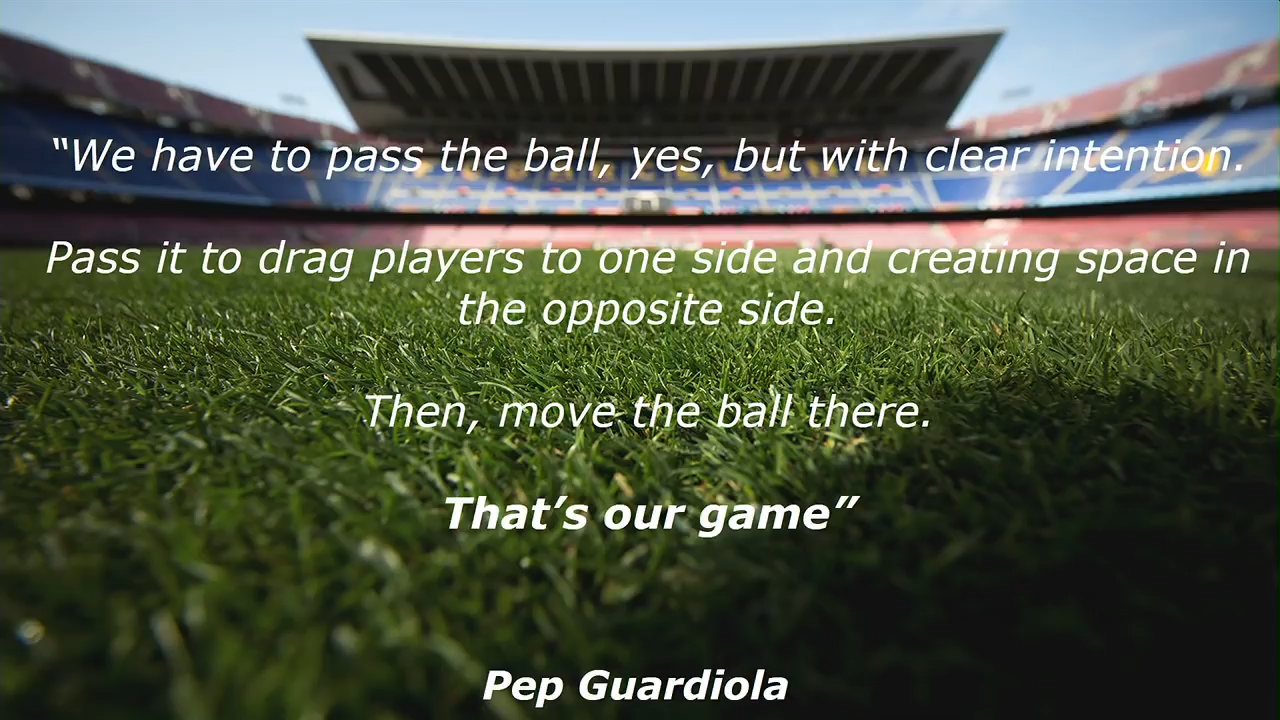 “We have to pass the ball, yes, but with clear intention.
Pass it to drag players to one side and creating space in
the opposite side.
Then, move the ball there.
That’s our game”
Pep Guardiola